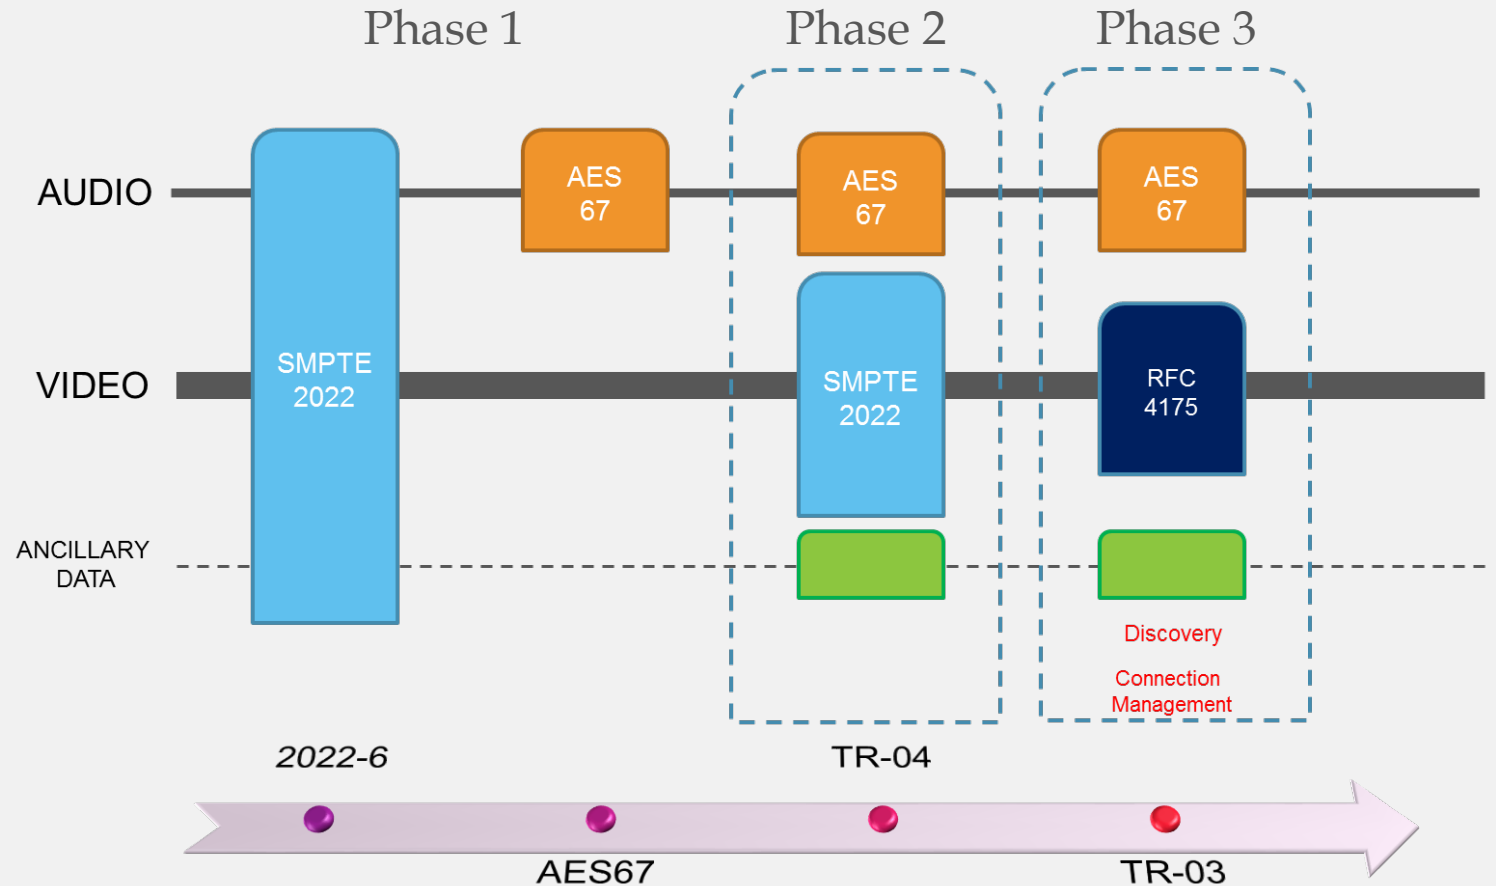 Phase 1
Phase 2
Phase 3
AUDIO
AES
67
AES
67
AES
67
VIDEO
SMPTE
2022
SMPTE
2022
RFC
4175
ANCILLARY
DATA
Discovery
Connection
Management
2022-6
TR-04
AES67
TR-03